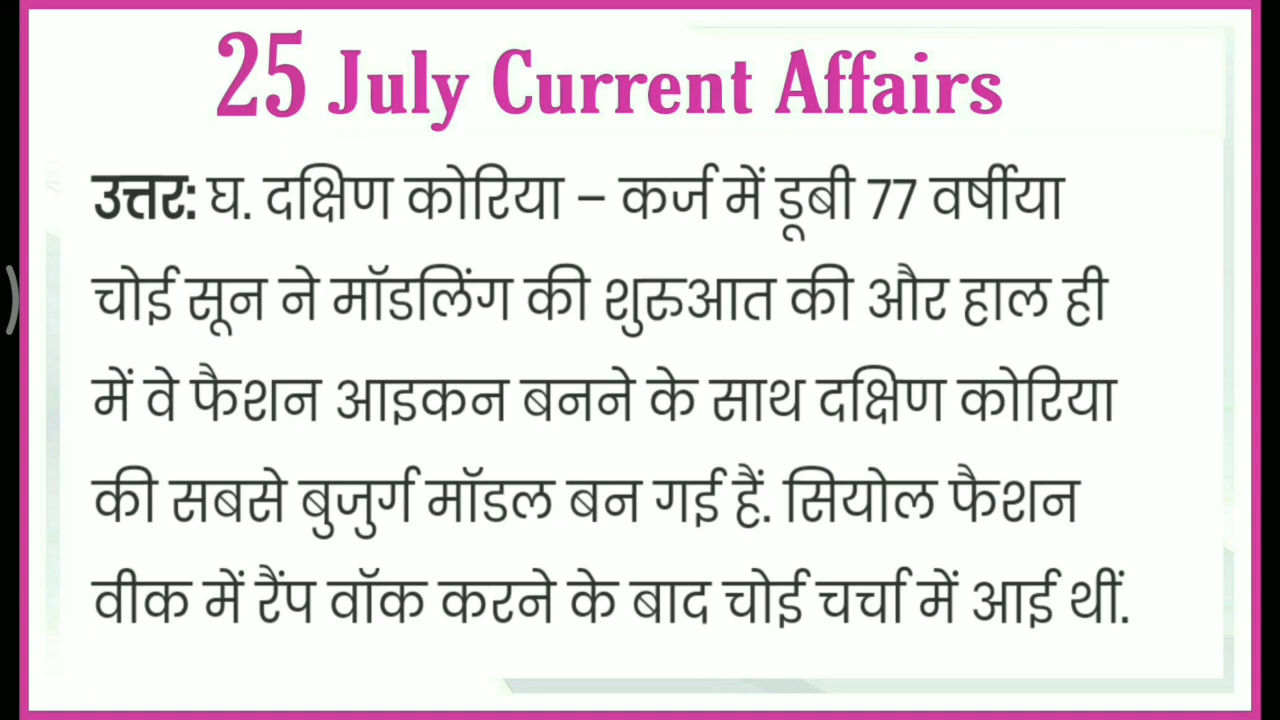 25 July Current Affairs
उत्तर: घ. दक्षिण कोरिया – कर्ज में डूबी 77 वर्षीया
चोई सून ने मॉडलिंग की शुरुआत की और हाल ही
में वे फैशन आइकन बनने के साथ दक्षिण कोरिया
की सबसे बुजुर्ग मॉडल बन गई हैं. सियोल फैशन
वीक में रैंप वॉक करने के बाद चोई चर्चा में आई थीं.